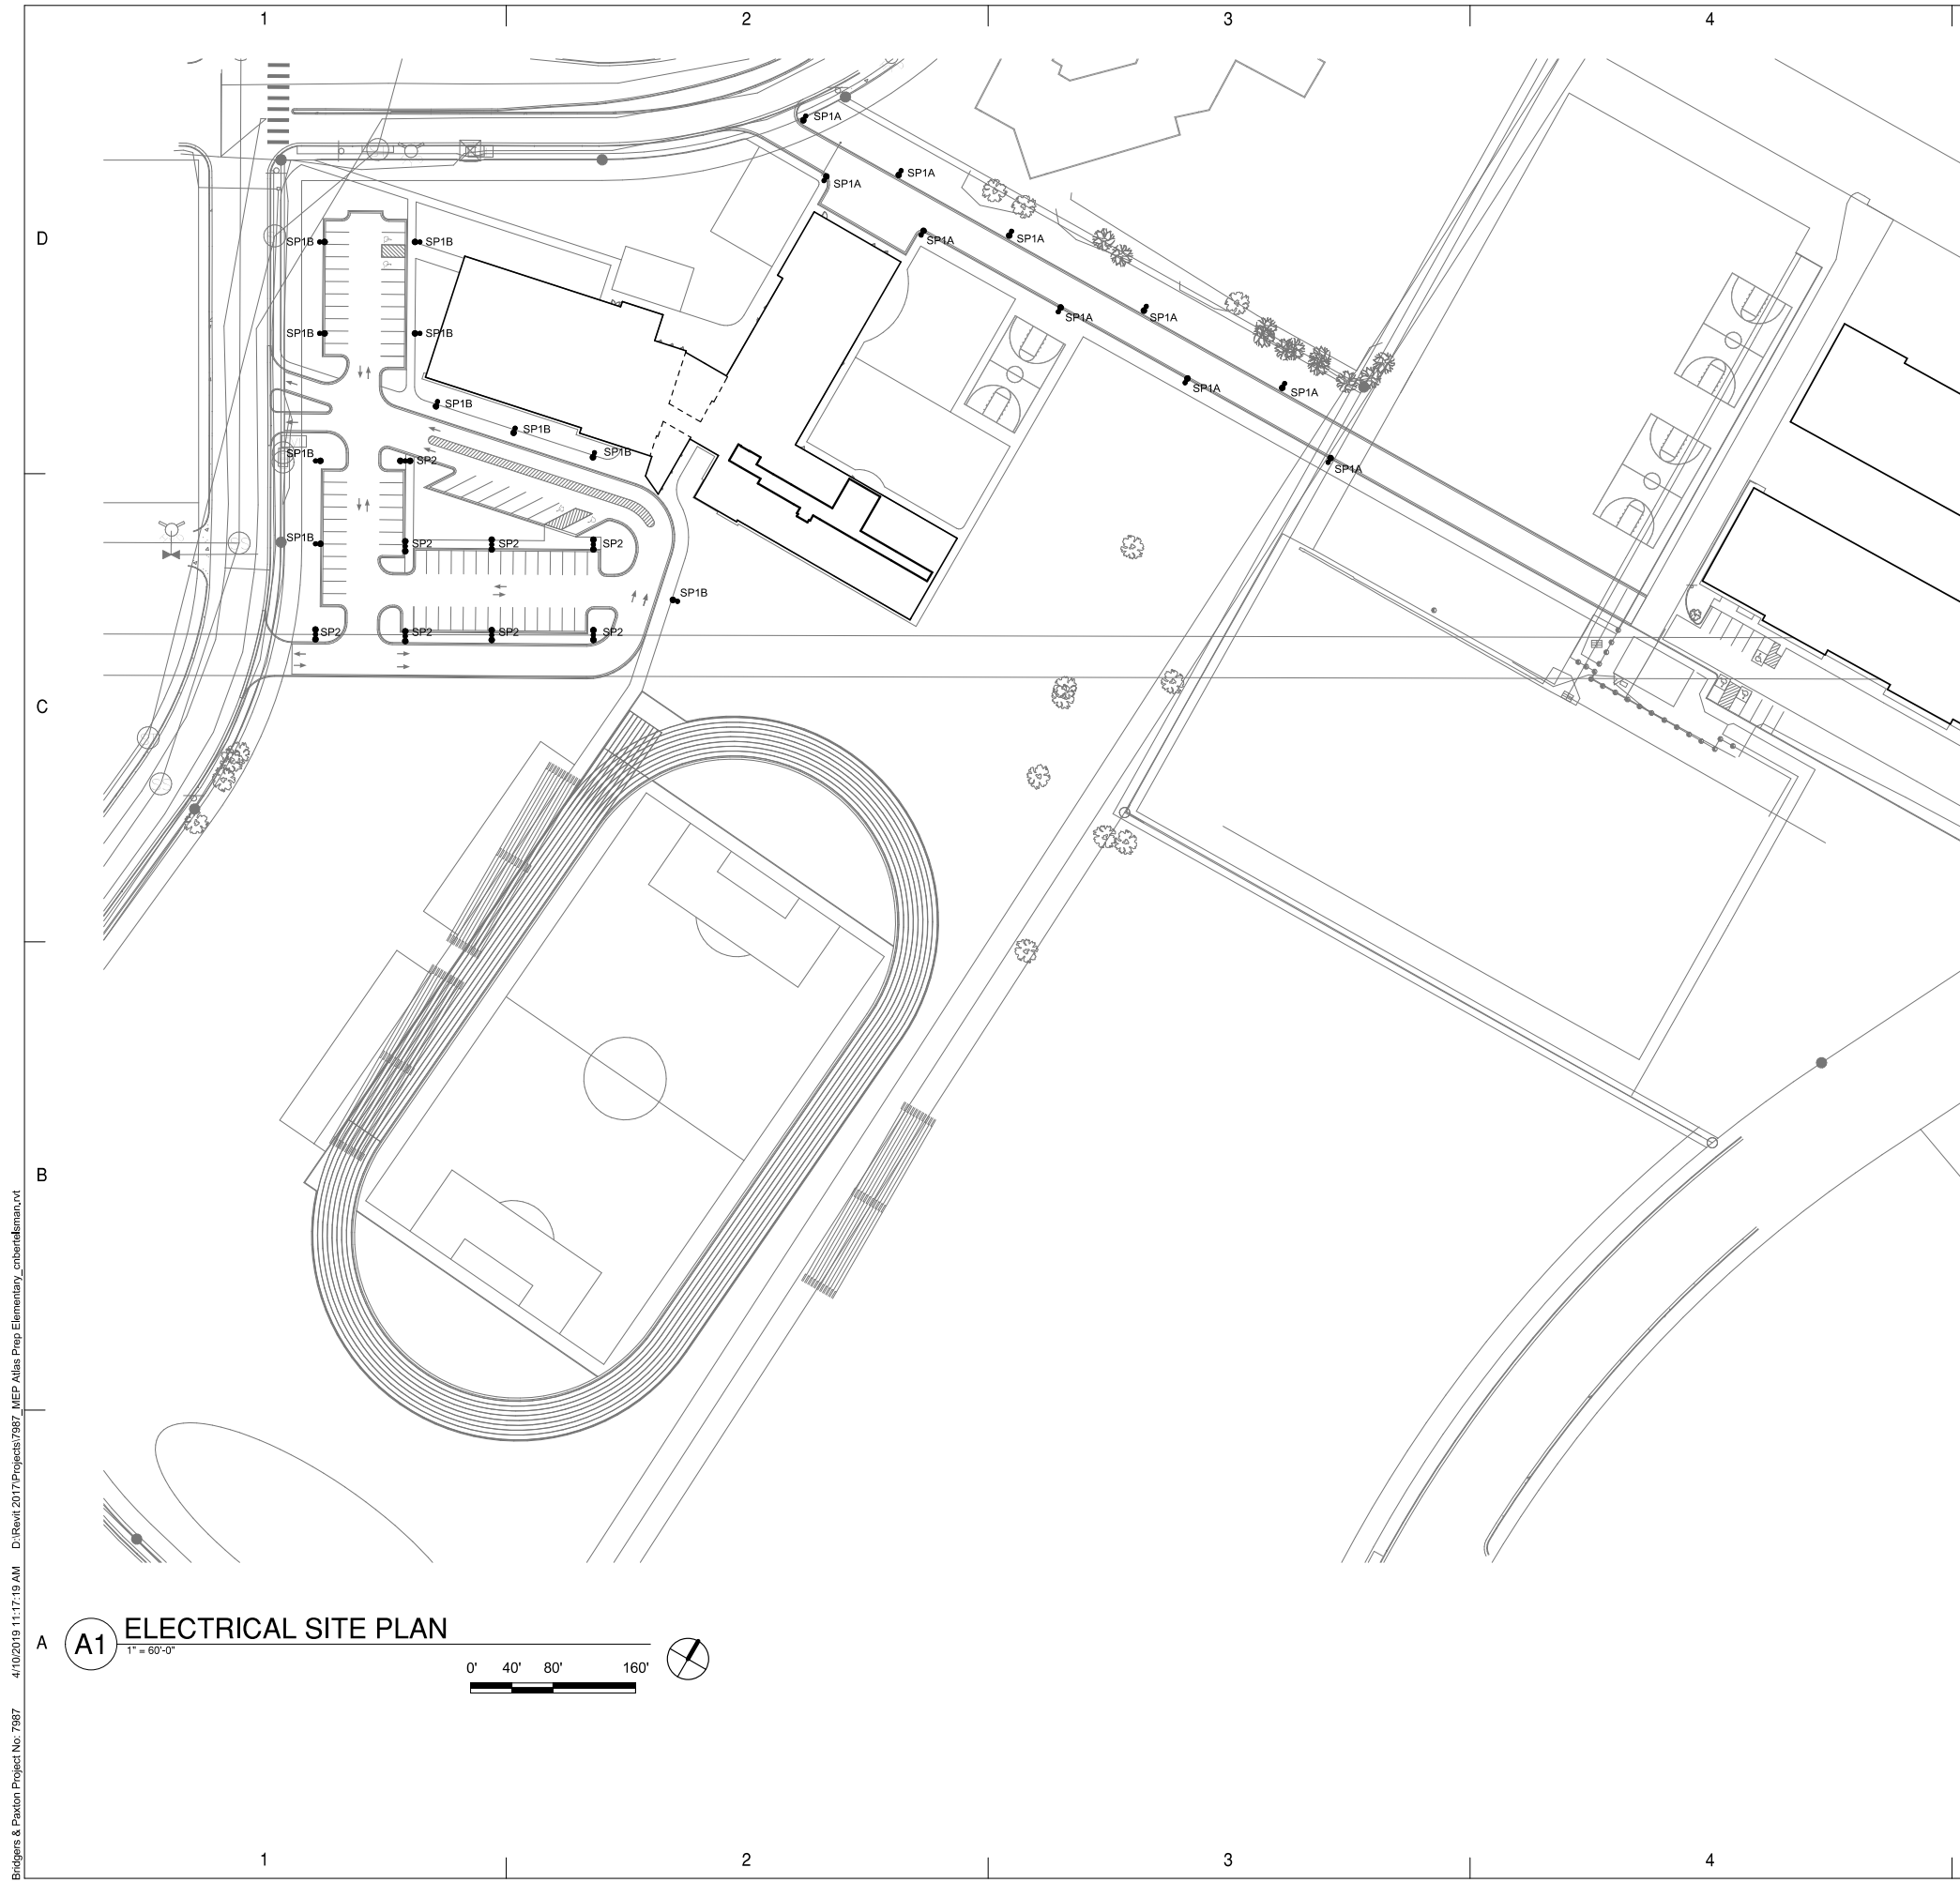 1 2 3 4
SP1A
SP1A
SP1A
SP1A
D
SP1B
SP1B
SP1A
SP1A
SP1A
SP1A
SP1B
SP1B
SP1A
SP1A
SP1B
SP1B
SP1B
SP1B
SP2
SP1A
SP1B
SP2
SP2
SP2
SP1B
SP2
SP2
SP2
SP2
C
B
A
A1
ELECTRICAL SITE PLAN
1" = 60'-0"
0' 40' 80' 160'
1 2 3 4
Bridgers & Paxton Project No: 7987 4/10/2019 11:17:19 AM D:\Revit 2017\Projects\7987_MEP Atlas Prep Elementary_cnbertelsman.rvt